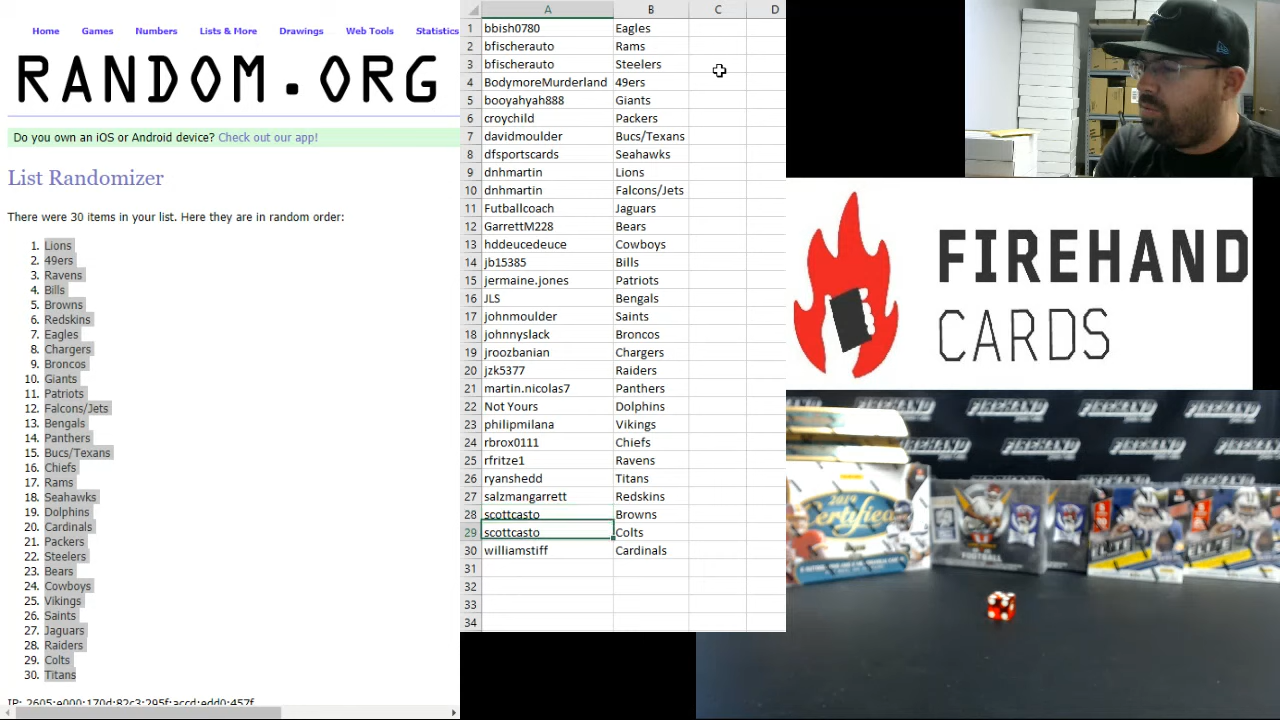 Home Games Numbers Lists & More Drawings Web Tools Statistics
RANDOM.ORG
Do you own an iOS or Android device? Check out our app!
List Randomizer
There were 30 items in your list. Here they are in random order:
1. Lions
2. 49ers
3. Ravens
4. Bills
5. Browns
6. Redskins
7. Eagles
8. Chargers
9. Broncos
10. Giants
11. Patriots
12. Falcons/Jets
13. Bengals
14. Panthers
15. Bucs/Texans
16. Chiefs
17. Rams
18. Seahawks
19. Dolphins
20. Cardinals
21. Packers
22. Steelers
23. Bears
24. Cowboys
25. Vikings
26. Saints
27. Jaguars
28. Raiders
29. Colts
30. Titans
A B C D
1 bbish0780 Eagles
2 bfischerauto Rams
3 bfischerauto Steelers
4 BodymoreMurderland 49ers
5 booyahyah888 Giants
6 croychild Packers
7 davidmoulder Bucs/Texans
8 dfsportscards Seahawks
9 dnhmartin Lions
10 dnhmartin Falcons/Jets
11 Futballcoach Jaguars
12 GarrettM228 Bears
13 hddeucedeuce Cowboys
14 jb15385 Bills
15 jermaine.jones Patriots
16 JLS Bengals
17 johnmoulder Saints
18 johnnyslack Broncos
19 jroozbanian Chargers
20 jzk5377 Raiders
21 martin.nicolas7 Panthers
22 Not Yours Dolphins
23 philipmilana Vikings
24 rbrox0111 Chiefs
25 rfritze1 Ravens
26 ryanshedd Titans
27 salzmangarrett Redskins
28 scottcasto Browns
29 scottcasto Colts
30 williamstiff Cardinals
31
32
33
34
FIREHAND
CARDS
FIREHAND FIREHAND FIREHAND
FIREHAND FIREHAND
2019
Certified
ELITE
ELITE